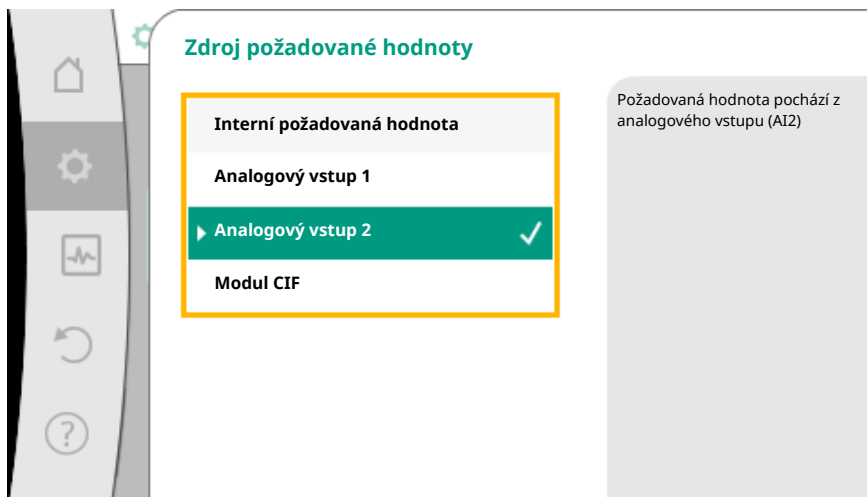 Zdroj požadované hodnoty
Interní požadovaná hodnota
Analogový vstup 1
Analogový vstup 2
Modul CIF
Požadovaná hodnota pochází z
analogového vstupu (AI2)
?